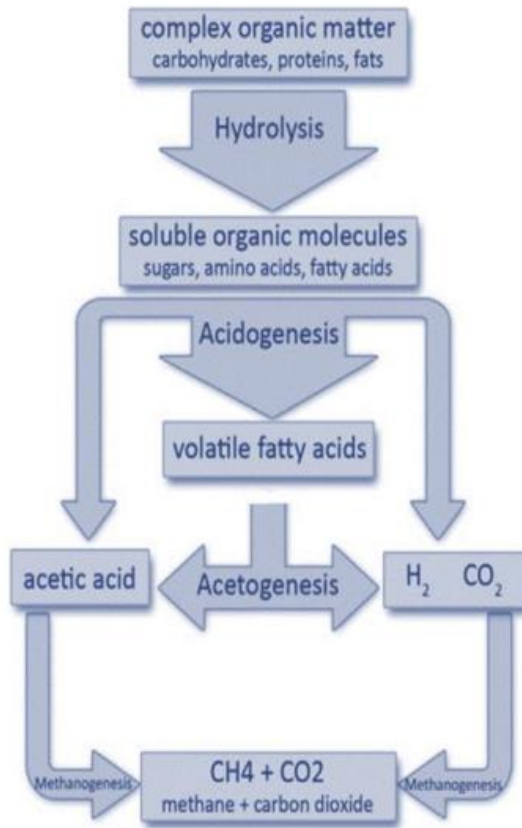 complex organic matter
carbohydrates, proteins, fats
Hydrolysis
soluble organic molecules
sugars, amino acids, fatty acids
Acidogenesis
volatile fatty acids
acetic acid
Acetogenesis
H₂ CO₂
Methanogenesis
CH4 + CO2
methane + carbon dioxide
Methanogenesis